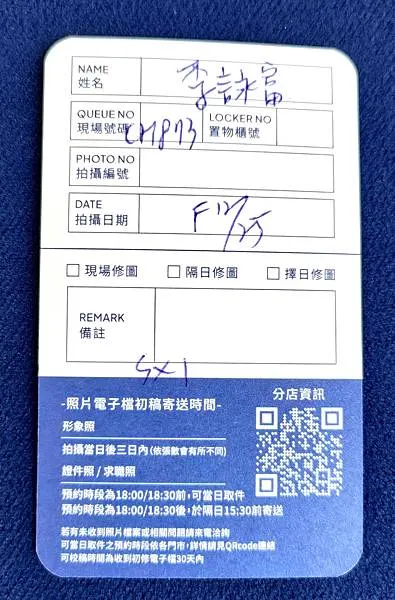 NAME
姓名
李詠富
QUEUE NO
現場號碼
CH873
LOCKER NO
置物櫃號
PHOTO NO
拍攝編號
DATE
拍攝日期
12/25
現場修圖
隔日修圖
擇日修圖
REMARK
備註
5x1
-照片電子檔初稿寄送時間-
分店資訊
形象照
拍攝當日後三日內(依張數會有所不同)
證件照 / 求職照
預約時段為18:00/18:30前,可當日取件
預約時段為18:00/18:30後,於隔日15:30前寄送
若有未收到照片檔案或相關問題請來電洽詢
可當日取件之預約時段依各門市,詳情請見QRcode連結
可校稿時間為收到初修電子檔30天內